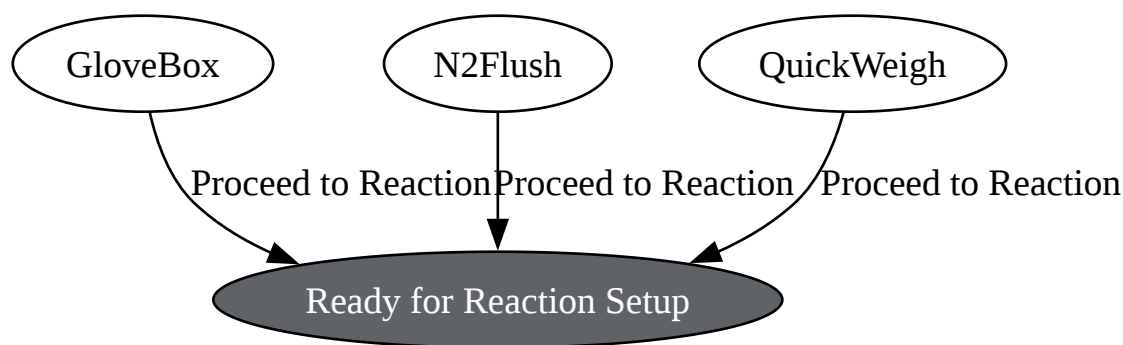 GloveBox
N2Flush
QuickWeigh
Proceed to Reaction
Proceed to Reaction
Proceed to Reaction
Ready for Reaction Setup